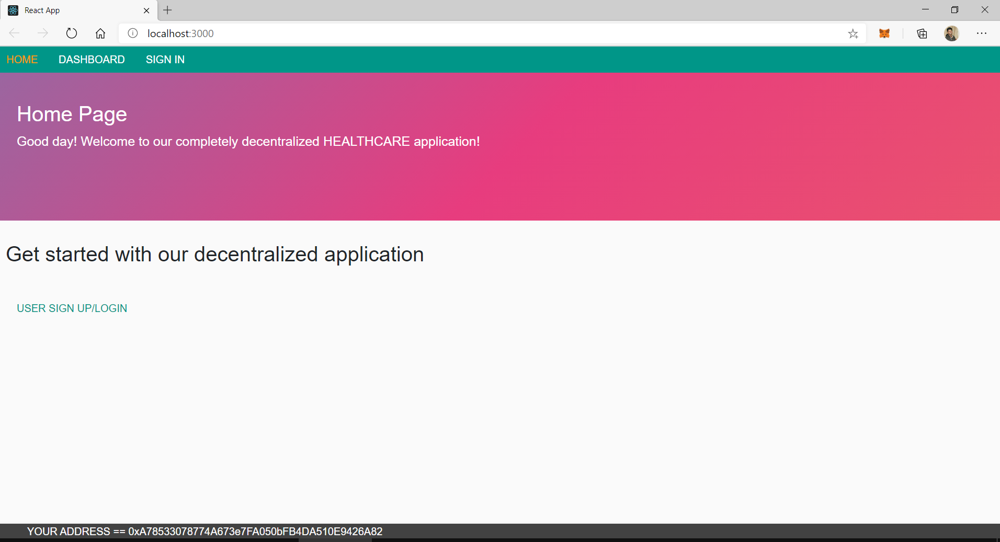 React App
localhost:3000
HOME DASHBOARD SIGN IN
Home Page
Good day! Welcome to our completely decentralized HEALTHCARE application!
Get started with our decentralized application
USER SIGN UP/LOGIN
YOUR ADDRESS == 0xA78533078774A673e7FA050bFB4DA510E9426A82